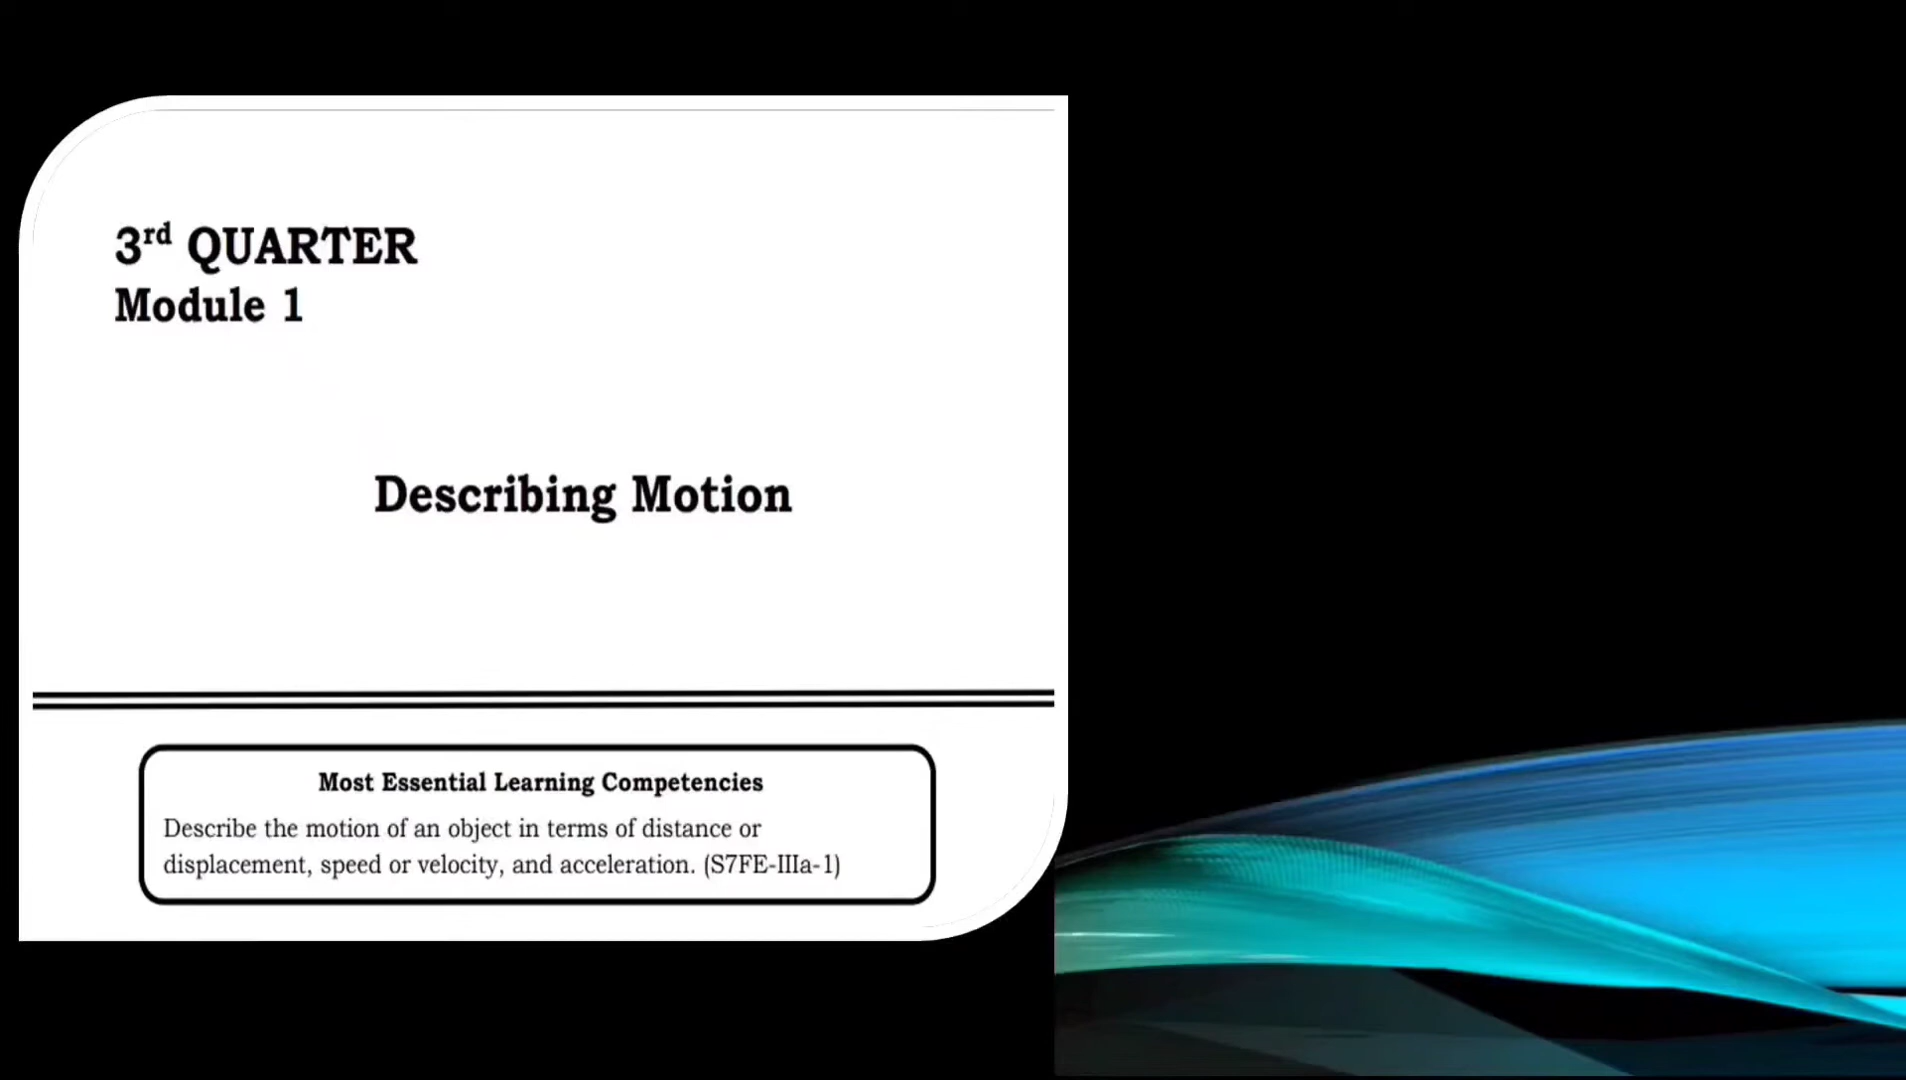 3rd QUARTER
Module 1
Describing Motion
Most Essential Learning Competencies
Describe the motion of an object in terms of distance or
displacement, speed or velocity, and acceleration. (S7FE-IIIa-1)